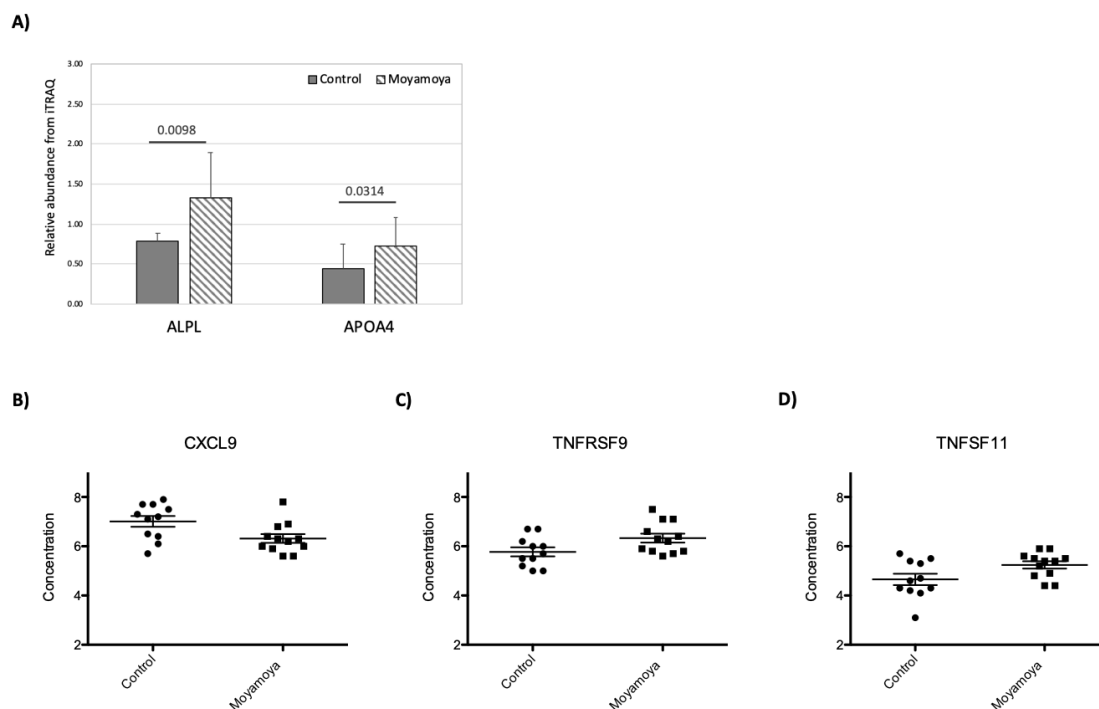 A)
Control Moyamoya
Relative abundance from iTRAQ
3.00
2.50
2.00
1.50
1.00
0.50
0.00
0.0098
0.0314
ALPL APOA4
B)
CXCL9
Concentration
8
6
4
2
Control
Moyamoya
C)
TNFRSF9
Concentration
8
6
4
2
Control
Moyamoya
D)
TNFSF11
Concentration
8
6
4
2
Control
Moyamoya